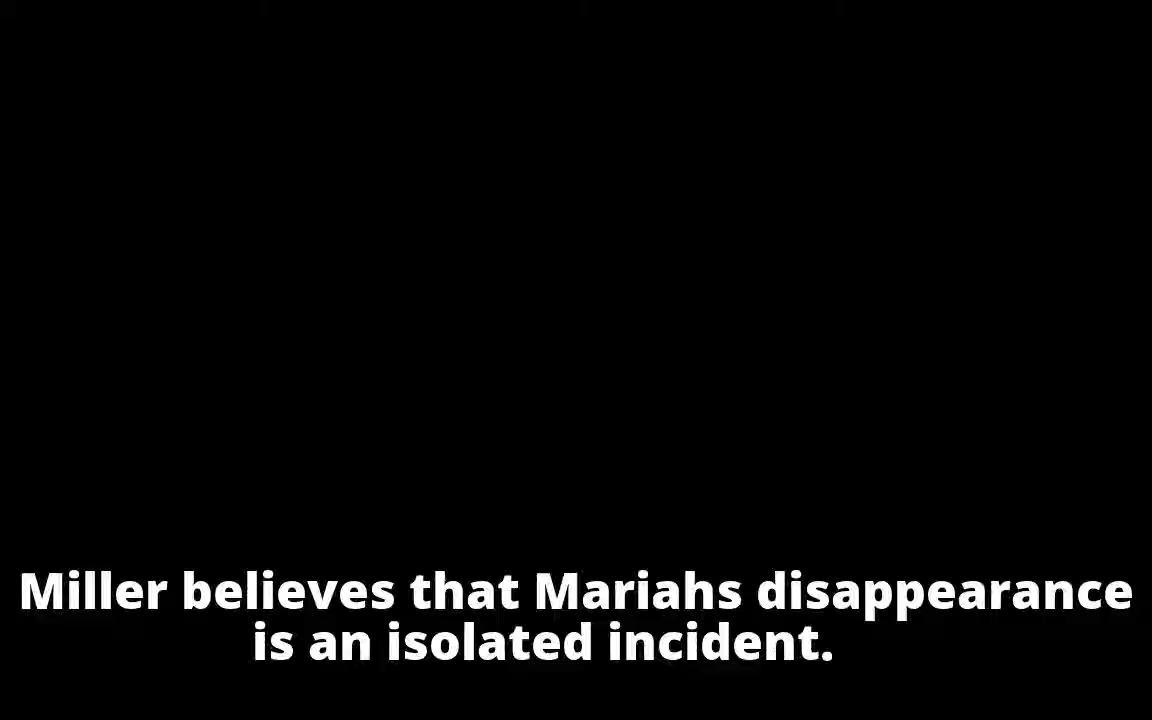 Miller believes that Mariahs disappearance
is an isolated incident.